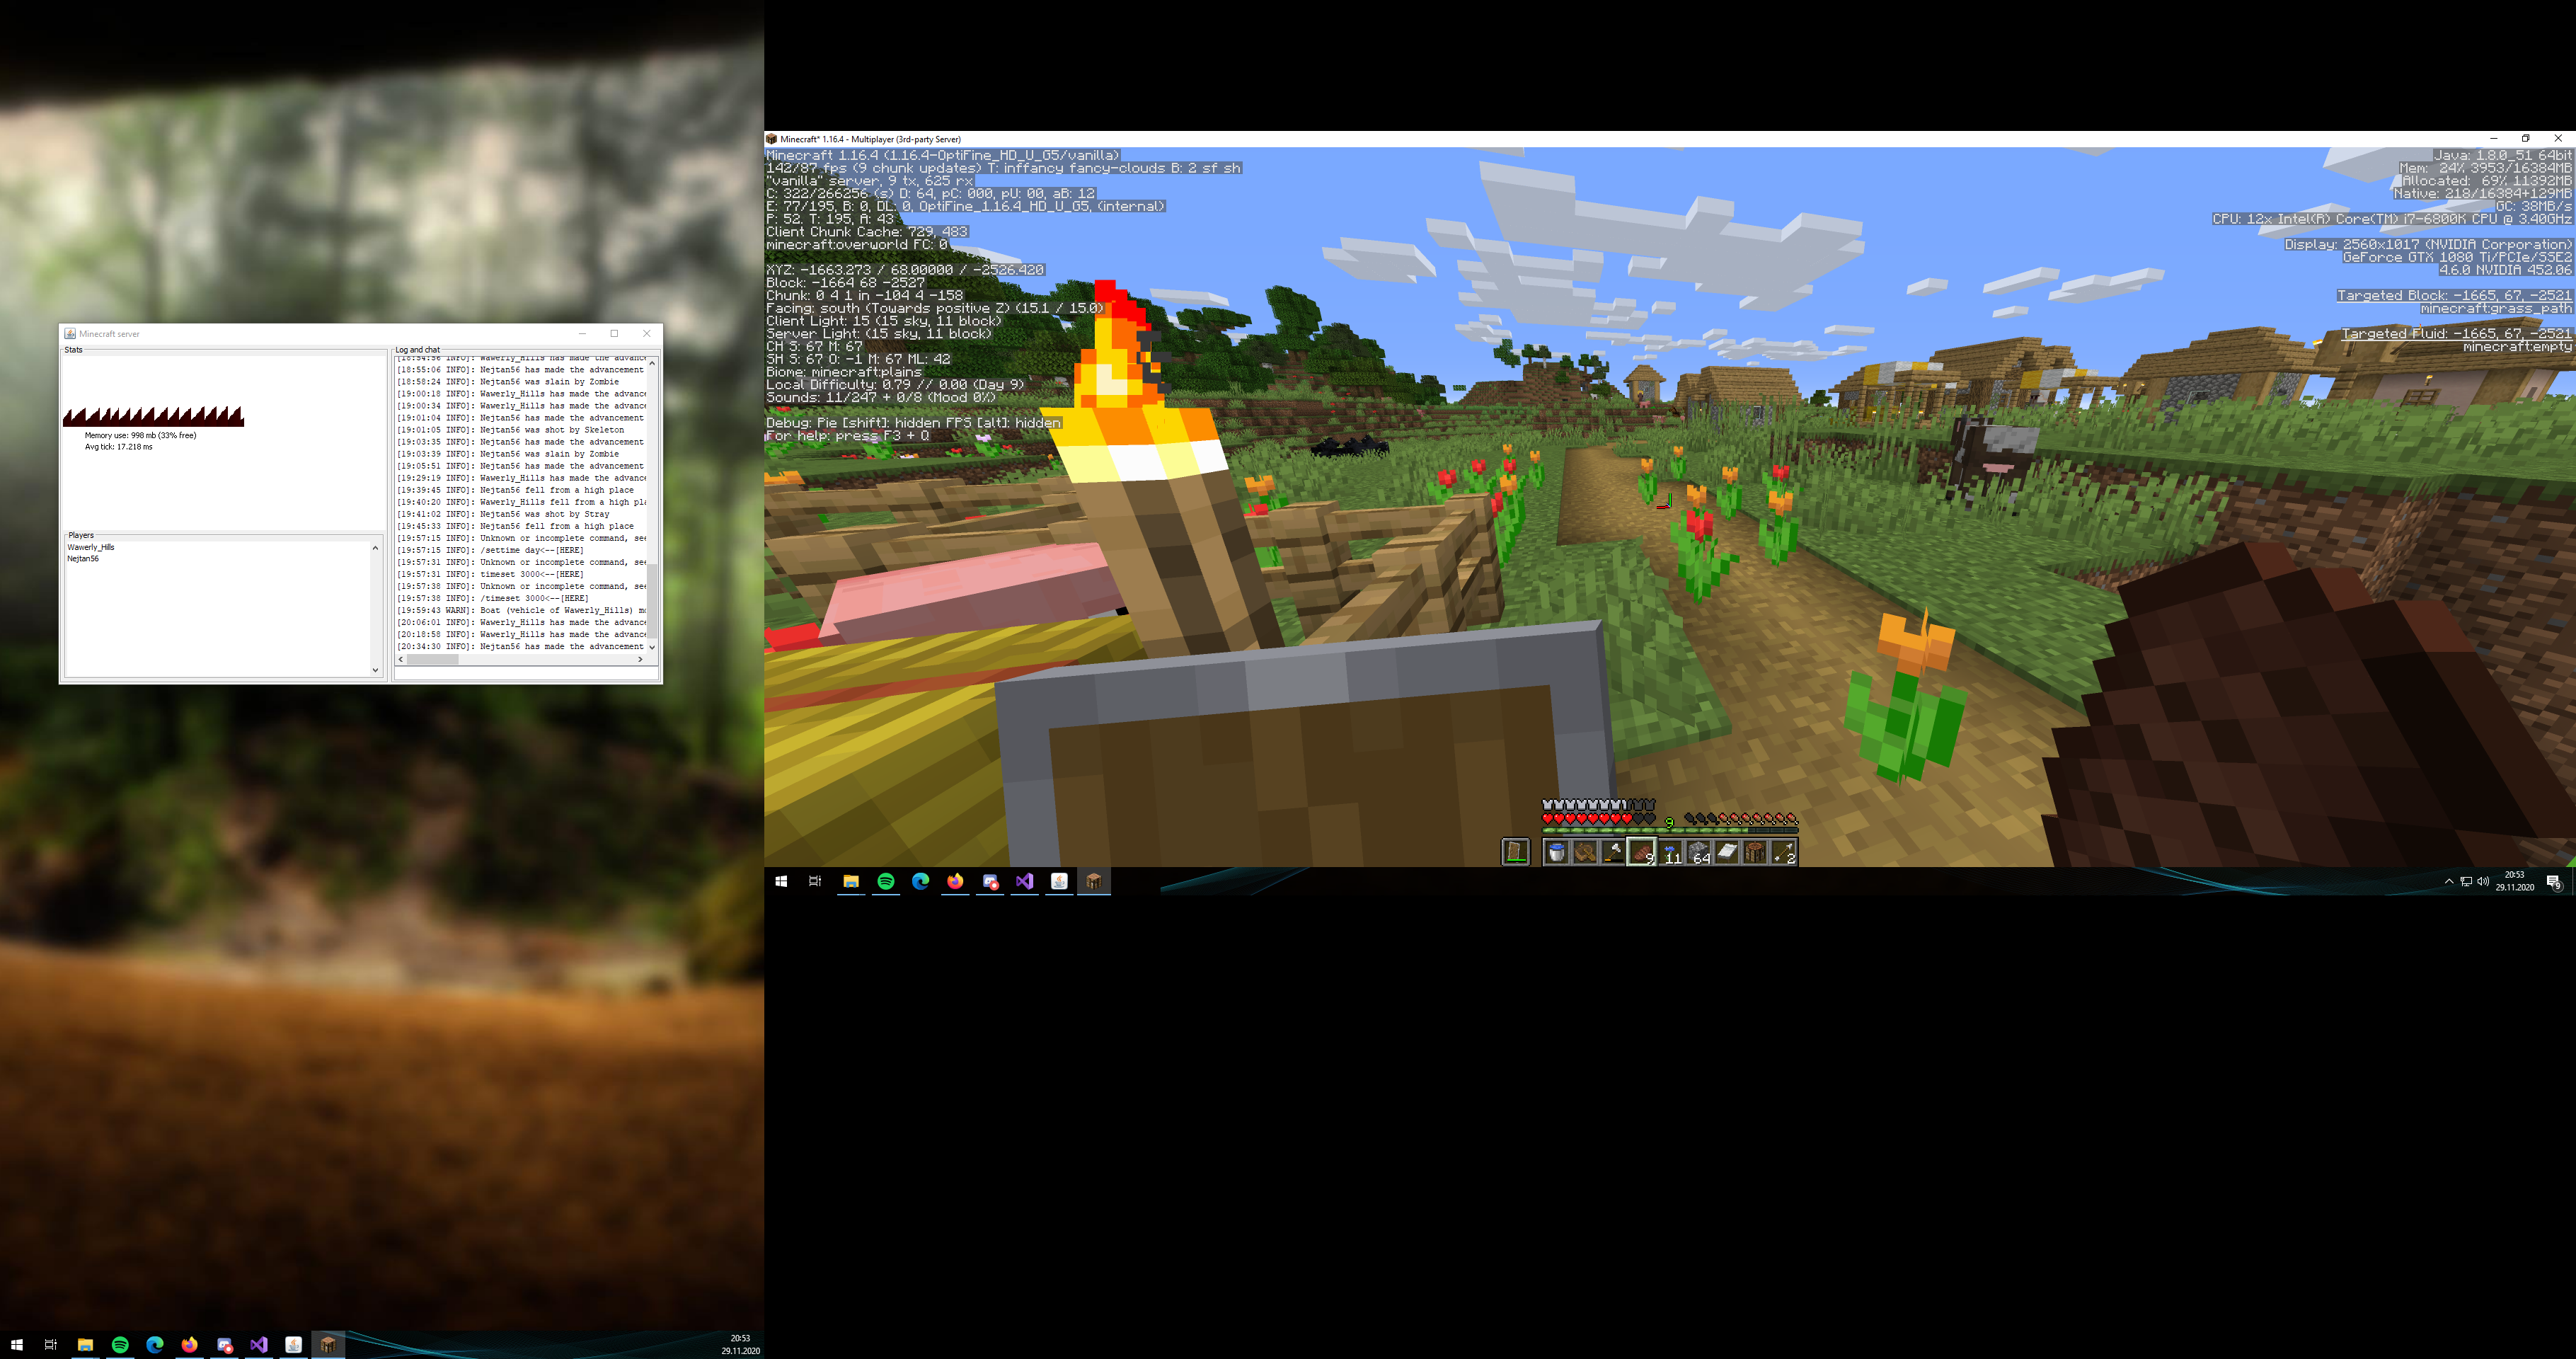 Minecraft server
Stats
Memory use: 998 mb (33% free)
Avg tick: 17.218 ms
Players
Wawerly_Hills
Nejtan56
Log and chat
[18:54:36 INFO]: Wawerly_Hills has made the advance
[18:55:06 INFO]: Nejtan56 has made the advancement
[18:58:24 INFO]: Nejtan56 was slain by Zombie
[19:00:18 INFO]: Wawerly_Hills has made the advance
[19:00:34 INFO]: Wawerly_Hills has made the advance
[19:01:04 INFO]: Nejtan56 has made the advancement
[19:01:05 INFO]: Nejtan56 was shot by Skeleton
[19:03:35 INFO]: Nejtan56 has made the advancement
[19:03:39 INFO]: Nejtan56 was slain by Zombie
[19:05:51 INFO]: Nejtan56 has made the advancement
[19:29:19 INFO]: Wawerly_Hills has made the advance
[19:39:45 INFO]: Nejtan56 fell from a high place
[19:40:20 INFO]: Wawerly_Hills fell from a high pla
[19:41:02 INFO]: Nejtan56 was shot by Stray
[19:45:33 INFO]: Nejtan56 fell from a high place
[19:57:15 INFO]: Unknown or incomplete command, see
[19:57:15 INFO]: /settime day<--[HERE]
[19:57:31 INFO]: Unknown or incomplete command, see
[19:57:31 INFO]: timeset 3000<--[HERE]
[19:57:38 INFO]: Unknown or incomplete command, see
[19:57:38 INFO]: /timeset 3000<--[HERE]
[19:59:43 WARN]: Boat (vehicle of Wawerly_Hills) mo
[20:06:01 INFO]: Wawerly_Hills has made the advance
[20:18:58 INFO]: Wawerly_Hills has made the advance
[20:34:30 INFO]: Nejtan56 has made the advancement
20:53
29.11.2020
Minecraft* 1.16.4 - Multiplayer (3rd-party Server)
Minecraft 1.16.4 (1.16.4-OptiFine_HD_U_G5/vanilla)
142/87 fps (9 chunk updates) T: inffancy fancy-clouds B: 2 sf sh
"vanilla" server, 9 tx, 625 rx
C: 322/266256 (s) D: 64, pC: 000, pU: 00, aB: 12
E: 77/195, B: 0, DL: 0, OptiFine_1.16.4_HD_U_G5, (internal)
P: 52. T: 195, A: 43
Client Chunk Cache: 729, 483
minecraft:overworld FC: 0
XYZ: -1663.273 / 68.00000 / -2526.420
Block: -1664 68 -2527
Chunk: 0 4 1 in -104 4 -158
Facing: south (Towards positive Z) (15.1 / 15.0)
Client Light: 15 (15 sky, 11 block)
Server Light: (15 sky, 11 block)
CH S: 67 M: 67
SH S: 67 O: -1 M: 67 ML: 42
Biome: minecraft:plains
Local Difficulty: 0.79 // 0.00 (Day 9)
Sounds: 11/247 + 0/8 (Mood 0%)
Debug: Pie [shift]: hidden FPS [alt]: hidden
For help: press F3 + Q
Java: 1.8.0_51 64bit
Mem: 24% 3953/16384MB
Allocated: 69% 11392MB
Native: 218/16384+129MB
GC: 38MB/s
CPU: 12x Intel(R) Core(TM) i7-6800K CPU @ 3.40GHz
Display: 2560x1017 (NVIDIA Corporation)
GeForce GTX 1080 Ti/PCIe/SSE2
4.6.0 NVIDIA 452.06
Targeted Block: -1665, 67, -2521
minecraft:grass_path
Targeted Fluid: -1665, 67, -2521
minecraft:empty
9
9
11
64
2
20:53
29.11.2020
9